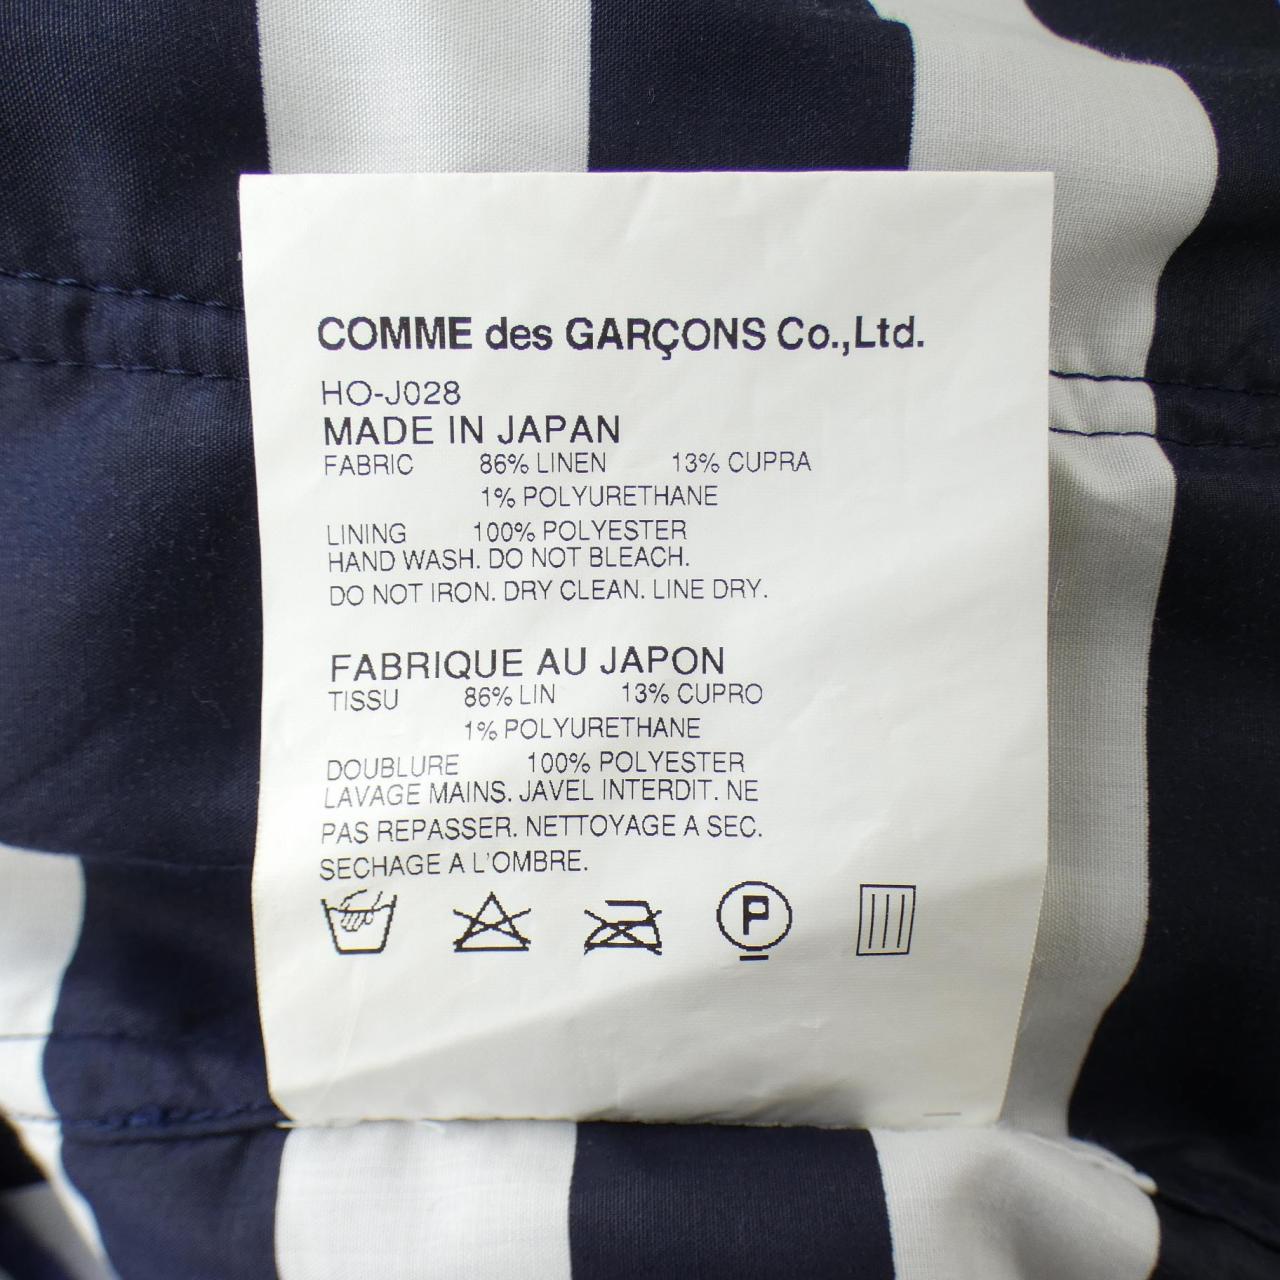 COMME des GARÇONS Co.,Ltd.
HO-J028
MADE IN JAPAN
FABRIC 86% LINEN 13% CUPRA
1% POLYURETHANE
LINING 100% POLYESTER
HAND WASH. DO NOT BLEACH.
DO NOT IRON. DRY CLEAN. LINE DRY.
FABRIQUE AU JAPON
TISSU 86% LIN 13% CUPRO
1% POLYURETHANE
DOUBLURE 100% POLYESTER
LAVAGE MAINS. JAVEL INTERDIT. NE
PAS REPASSER. NETTOYAGE A SEC.
SECHAGE A L'OMBRE.
P